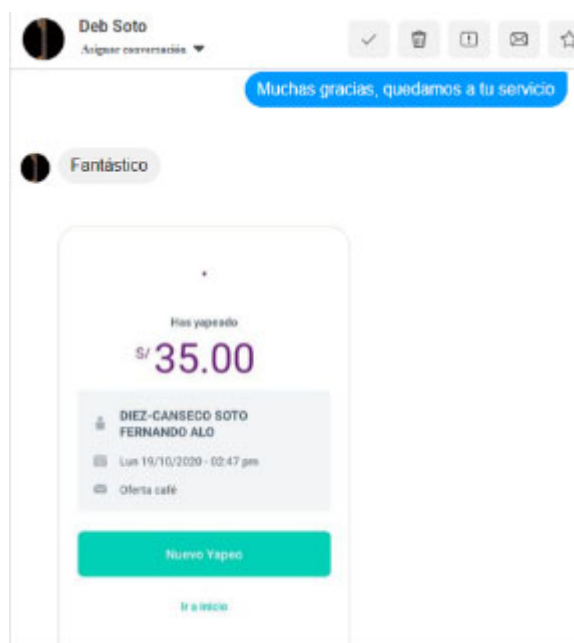 Deb Soto
Asignar conversación
Muchas gracias, quedamos a tu servicio
Fantástico
Has yapeado
S/ 35.00
DIEZ-CANSECO SOTO
FERNANDO ALO
Lun 19/10/2020 - 02:47 pm
Oferta café
Nuevo Yapeo
Ir a inicio